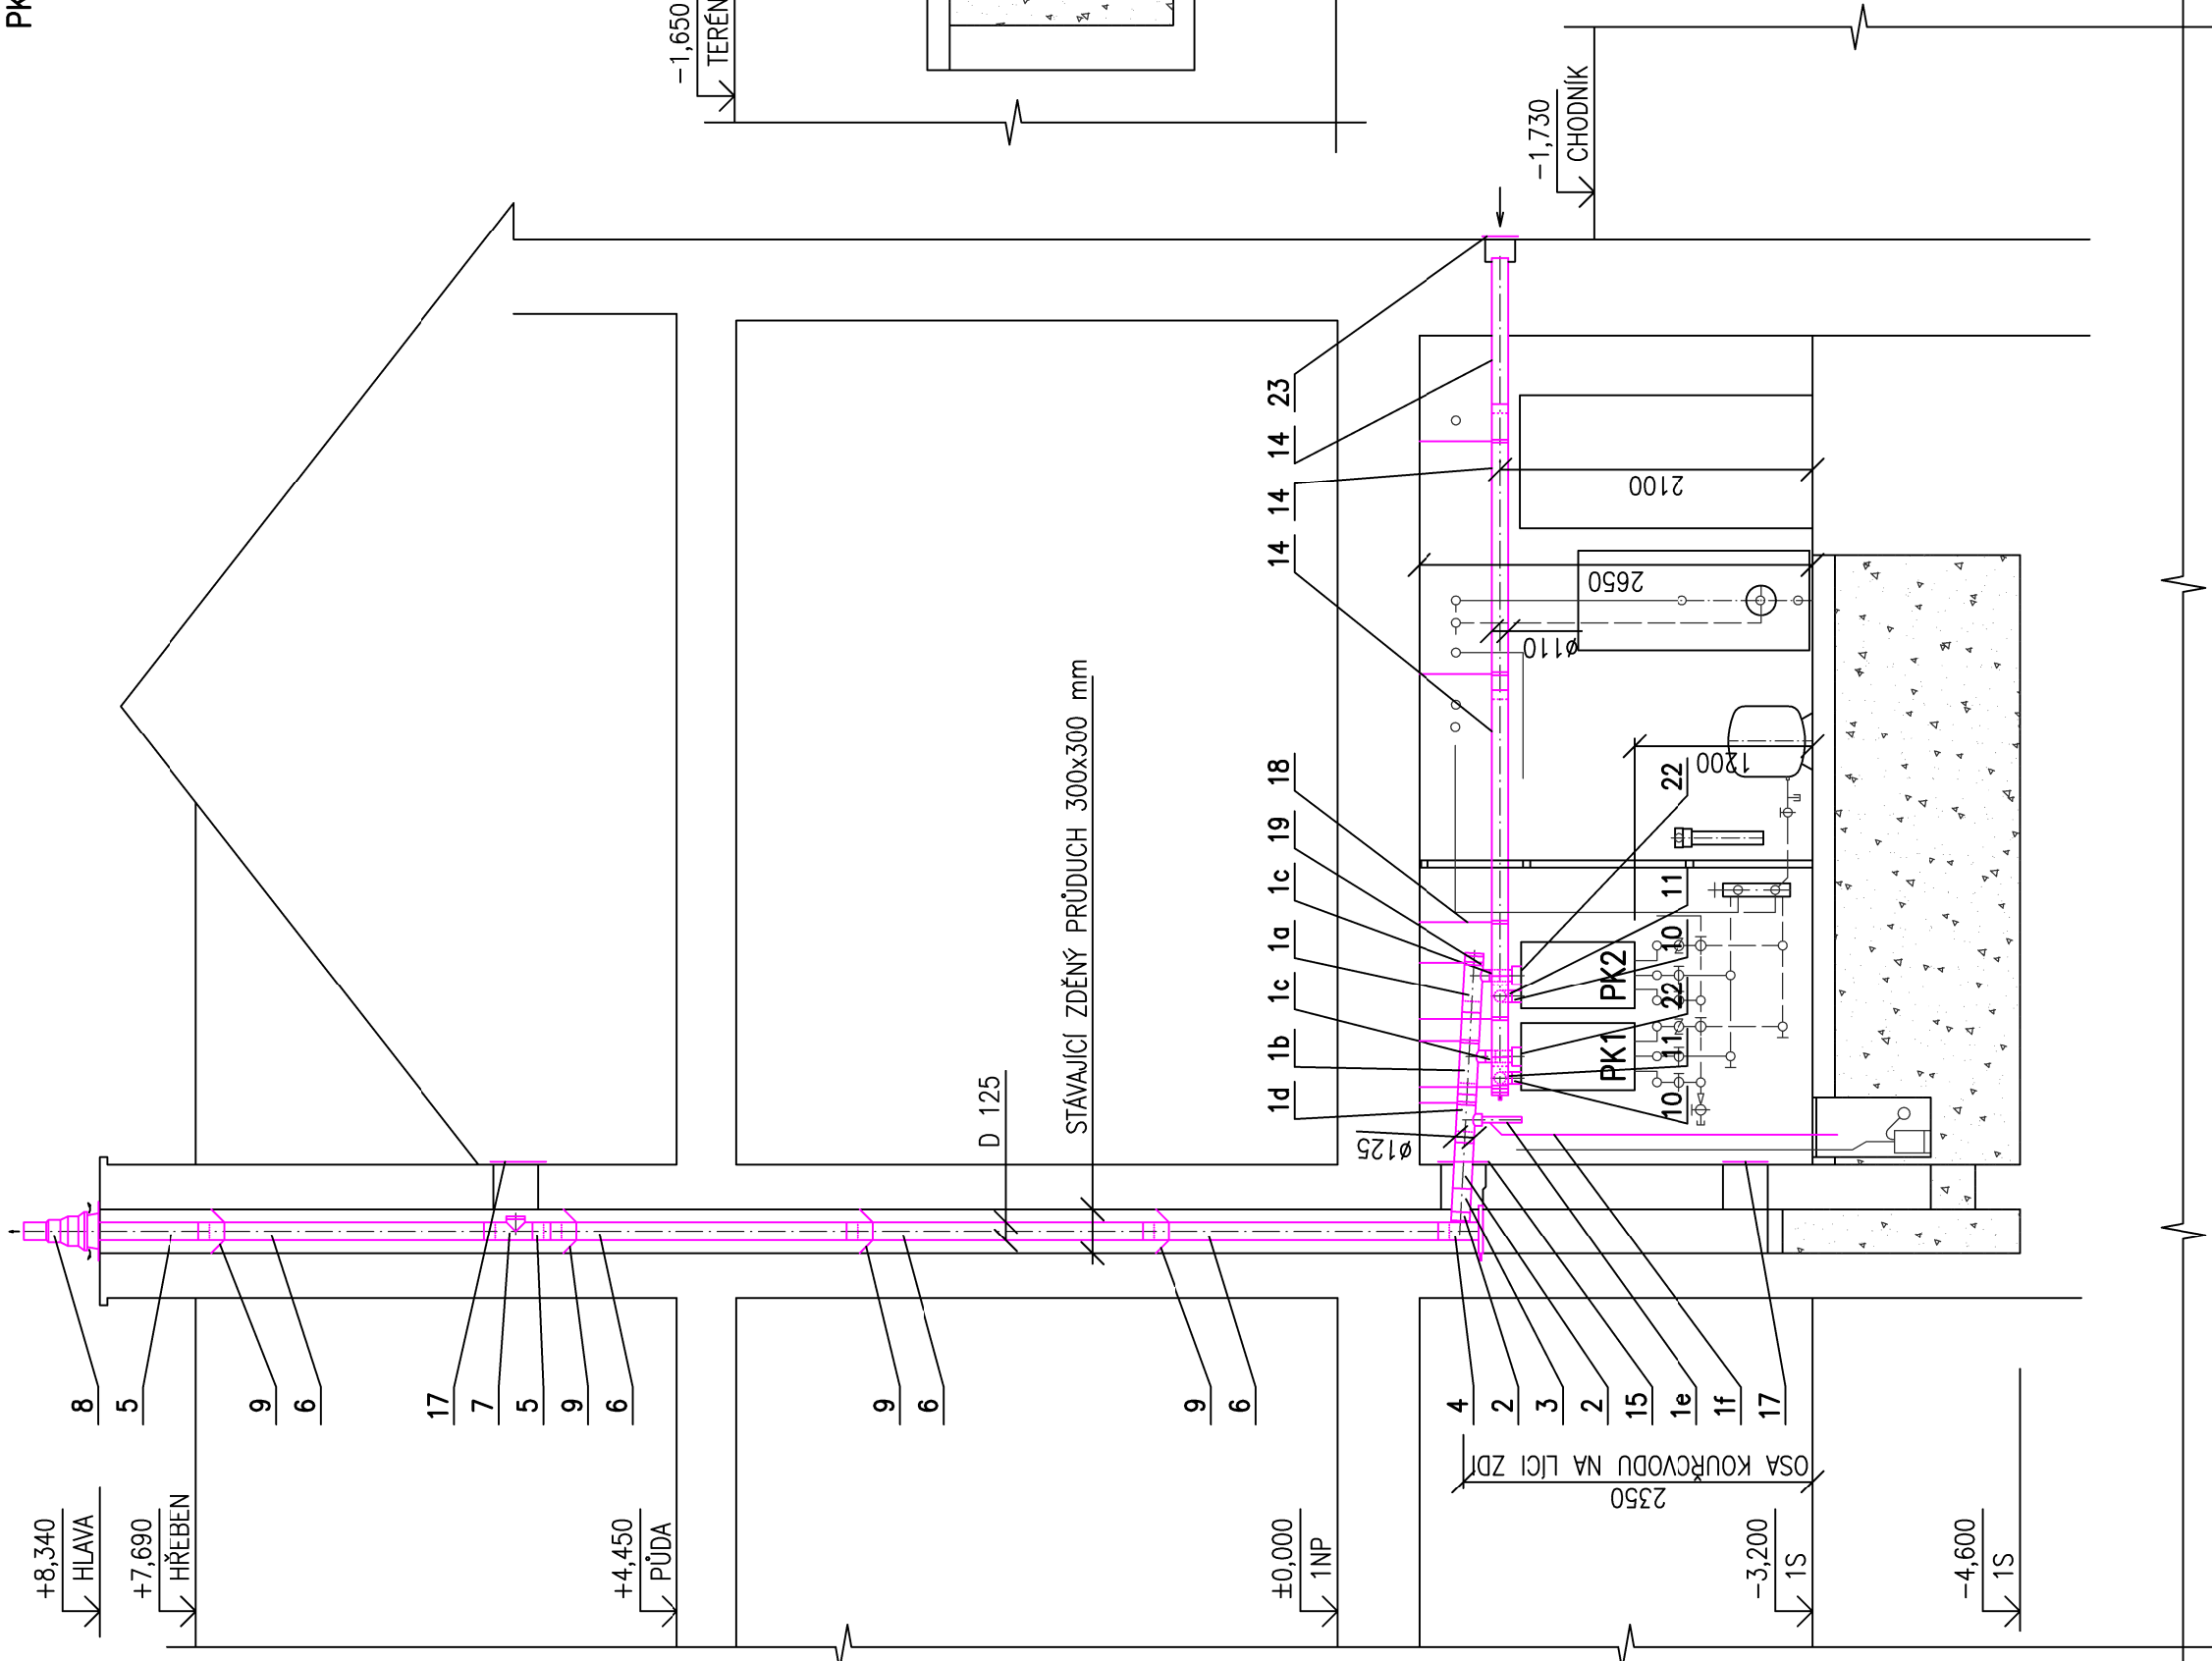 PK
-1,650
TERÉN
-1,730
CHODNÍK
23
14
14
14
18
19
1c
1a
1c
1b
1d
2100
2650
ø110
1200
22
11
10
22
11
10
PK2
PK1
ø125
STÁVAJÍCÍ ZDĚNÝ PRŮDUCH 300x300 mm
D 125
8
5
9
6
17
7
5
9
6
9
6
9
6
4
2
3
2
15
1e
1f
17
OSA KOUŘOVODU NA LÍCI ZDI
2350
+8,340
HLAVA
+7,690
HŘEBEN
+4,450
PŮDA
±0,000
1NP
-3,200
1S
-4,600
1S